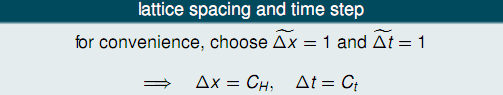 lattice spacing and time step
for convenience, choose Δ̃x = 1 and Δ̃t = 1
⟹ Δx = C_H, Δt = C_t